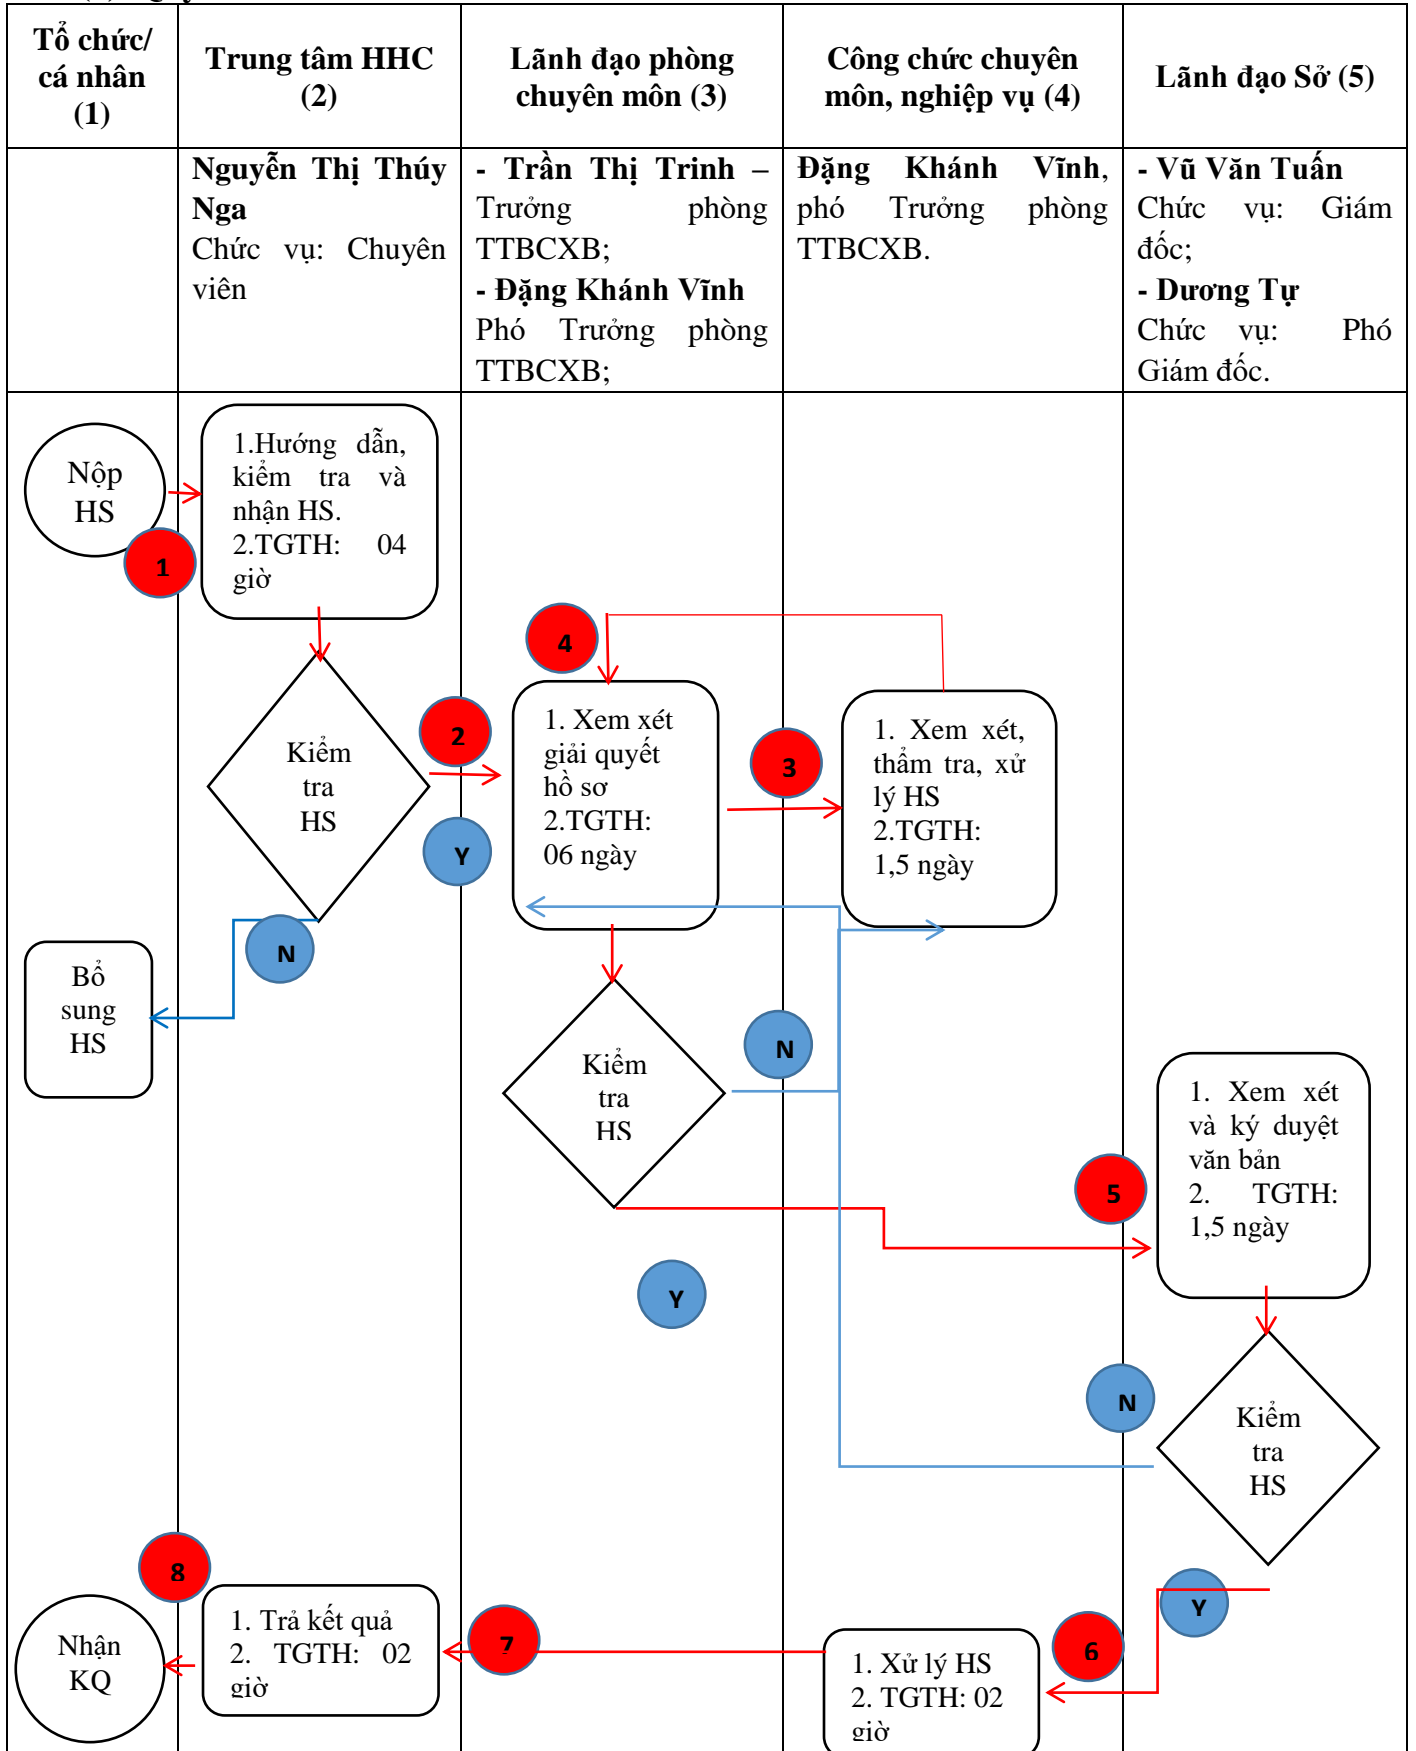 Tổ chức/
cá nhân
(1)
Trung tâm HHC
(2)
Lãnh đạo phòng
chuyên môn (3)
Công chức chuyên
môn, nghiệp vụ (4)
Lãnh đạo Sở (5)
Nguyễn Thị Thúy
Nga
Chức vụ: Chuyên
viên
- Trần Thị Trinh –
Trưởng phòng
TTBCXB;
- Đặng Khánh Vĩnh
Phó Trưởng phòng
TTBCXB;
Đặng Khánh Vĩnh,
phó Trưởng phòng
TTBCXB.
- Vũ Văn Tuấn
Chức vụ: Giám
đốc;
- Dương Tự
Chức vụ: Phó
Giám đốc.
Nộp
HS
1
1.Hướng dẫn,
kiểm tra và
nhận HS.
2.TGTH: 04
giờ
Kiểm
tra
HS
2
Y
N
Bổ
sung
HS
4
1. Xem xét
giải quyết
hồ sơ
2.TGTH:
06 ngày
3
1. Xem xét,
thẩm tra, xử
lý HS
2.TGTH:
1,5 ngày
Kiểm
tra
HS
N
Y
5
1. Xem xét
và ký duyệt
văn bản
2. TGTH:
1,5 ngày
Kiểm
tra
HS
N
Y
6
1. Xử lý HS
2. TGTH: 02
giờ
7
1. Trả kết quả
2. TGTH: 02
giờ
8
Nhận
KQ